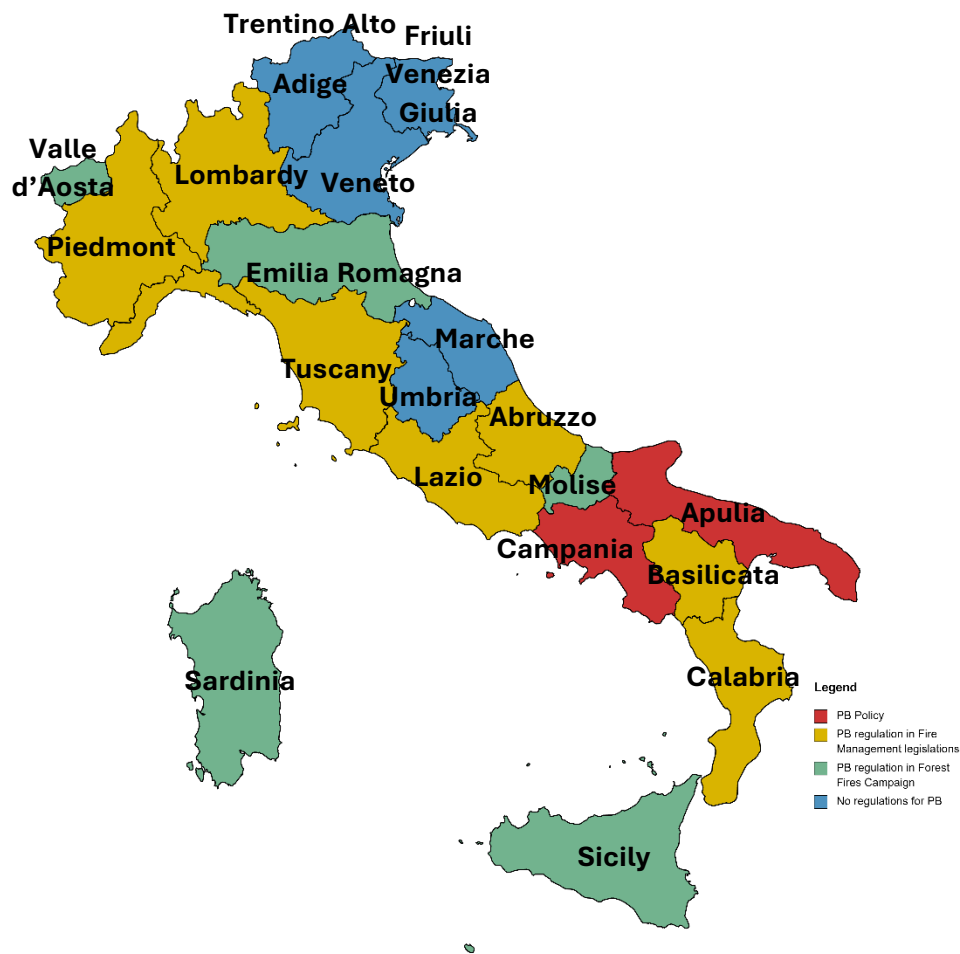 Trentino Alto
Adige
Friuli
Venezia
Giulia
Valle
d'Aosta
Lombardy
Veneto
Piedmont
Emilia Romagna
Marche
Tuscany
Umbria
Abruzzo
Lazio
Molise
Apulia
Campania
Basilicata
Sardinia
Calabria
Sicily
Legend
PB Policy
PB regulation in Fire
Management legislations
PB regulation in Forest
Fires Campaign
No regulations for PB